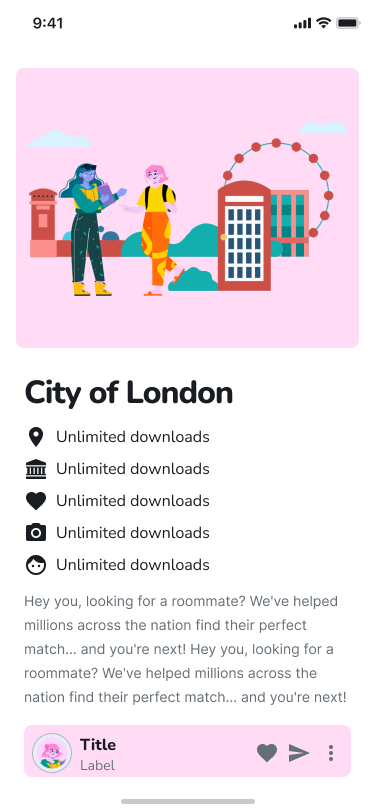 9:41
City of London
Unlimited downloads
Unlimited downloads
Unlimited downloads
Unlimited downloads
Unlimited downloads
Hey you, looking for a roommate? We've helped
millions across the nation find their perfect
match... and you're next! Hey you, looking for a
roommate? We've helped millions across the
nation find their perfect match... and you're next!
Title
Label